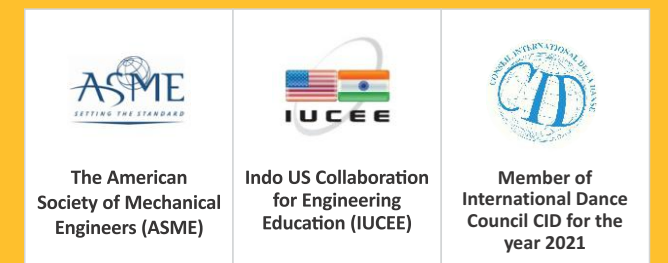 ASME
SETTING THE STANDARD
The American
Society of Mechanical
Engineers (ASME)
IUCEE
Indo US Collaboration
for Engineering
Education (IUCEE)
CONSEIL INTERNATIONAL DE LA DANSE
CID
Member of
International Dance
Council CID for the
year 2021